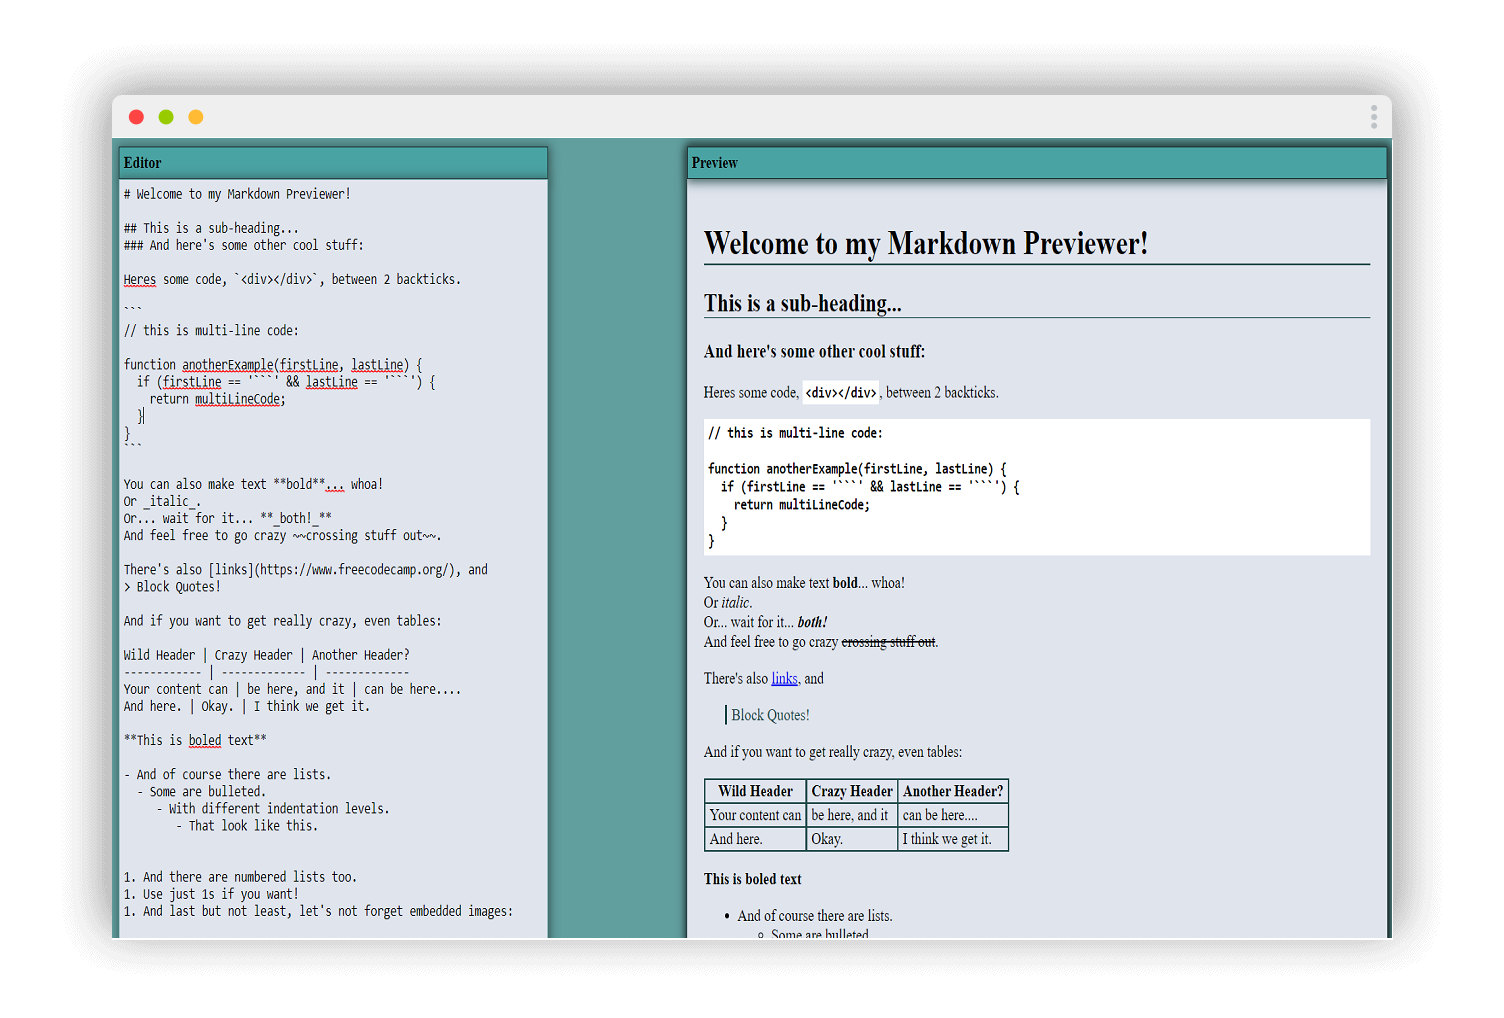 Editor
# Welcome to my Markdown Previewer!
## This is a sub-heading...
### And here's some other cool stuff:
Heres some code, `<div></div>`, between 2 backticks.
```
// this is multi-line code:
function anotherExample(firstLine, lastLine) {
  if (firstLine == '```' && lastLine == '```') {
    return multiLineCode;
  }
}
```
You can also make text **bold**... whoa!
Or _italic_.
Or... wait for it... **_both!_**
And feel free to go crazy ~~crossing stuff out~~.
There's also [links](https://www.freecodecamp.org/), and
> Block Quotes!
And if you want to get really crazy, even tables:
Wild Header | Crazy Header | Another Header?
------------ | ------------- | -------------
Your content can | be here, and it | can be here....
And here. | Okay. | I think we get it.
**This is boled text**
- And of course there are lists.
  - Some are bulleted.
     - With different indentation levels.
        - That look like this.
1. And there are numbered lists too.
1. Use just 1s if you want!
1. And last but not least, let's not forget embedded images:
Preview
Welcome to my Markdown Previewer!
This is a sub-heading...
And here's some other cool stuff:
Heres some code, <div></div>, between 2 backticks.
// this is multi-line code:
function anotherExample(firstLine, lastLine) {
  if (firstLine == '```' && lastLine == '```') {
    return multiLineCode;
  }
}
You can also make text bold... whoa!
Or italic.
Or... wait for it... both!
And feel free to go crazy crossing stuff out.
There's also links, and
Block Quotes!
And if you want to get really crazy, even tables:
Wild Header Crazy Header Another Header?
Your content can be here, and it can be here....
And here. Okay. I think we get it.
This is boled text
• And of course there are lists.
o Some are bulleted.